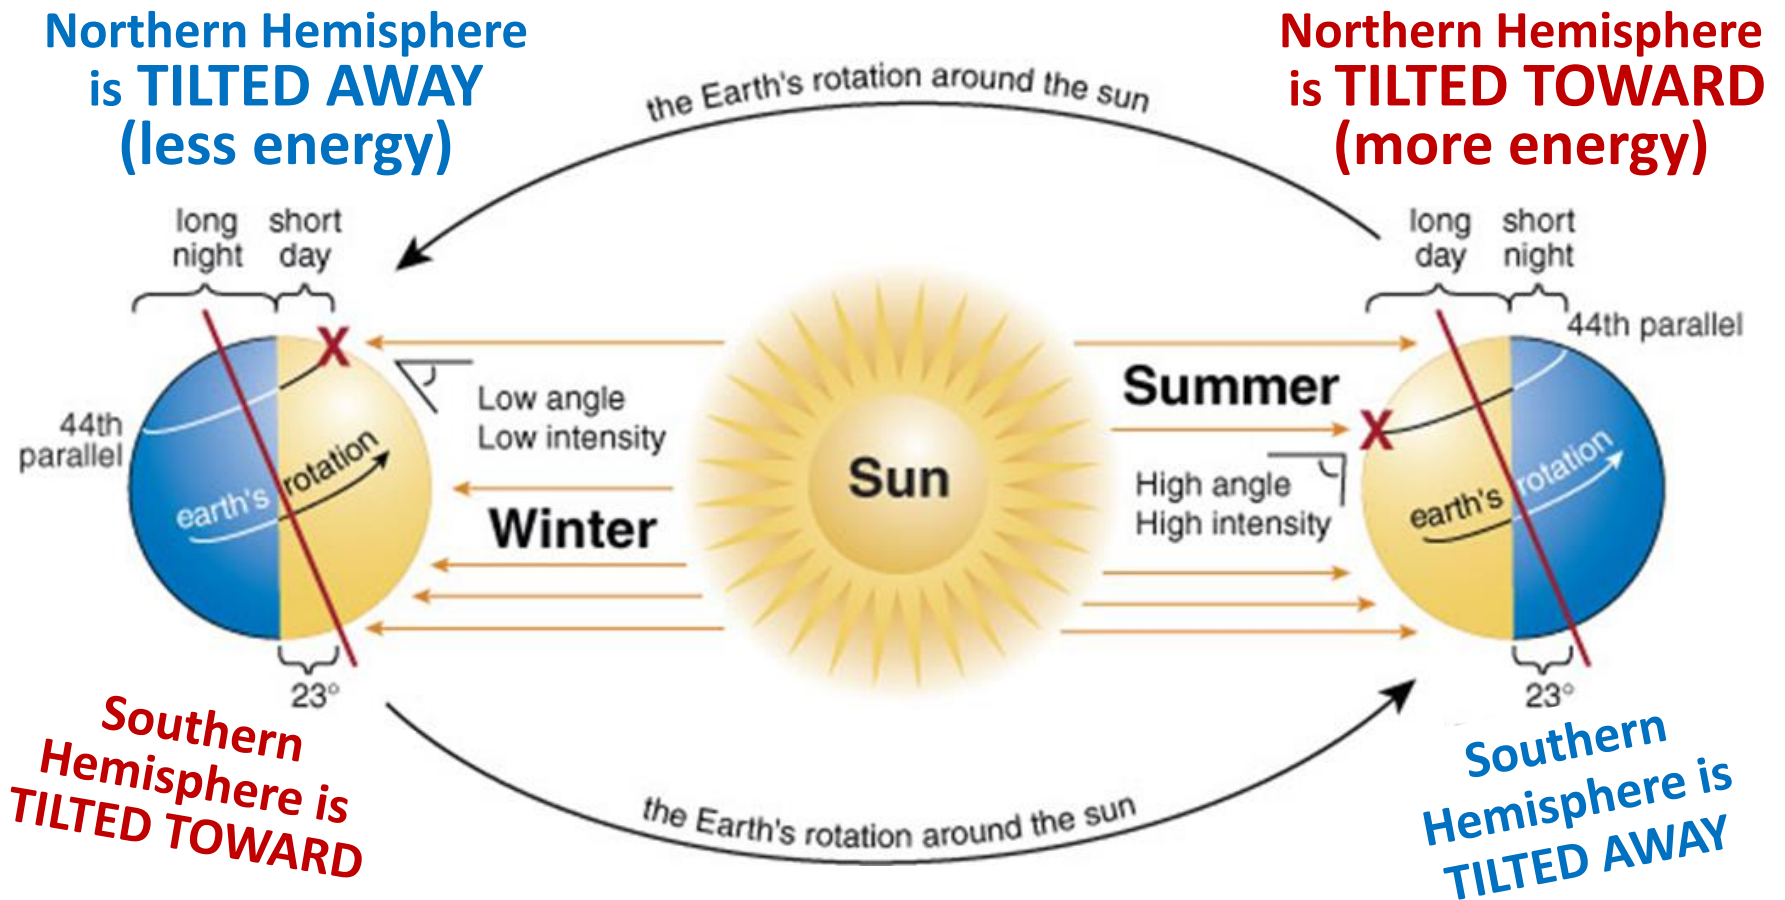 Northern Hemisphere
is TILTED AWAY
(less energy)
the Earth's rotation around the sun
Northern Hemisphere
is TILTED TOWARD
(more energy)
long
night
short
day
44th
parallel
X
earth's rotation
23°
Low angle
Low intensity
Winter
Sun
Summer
High angle
High intensity
long
day
short
night
44th parallel
X
earth's rotation
23°
Southern
Hemisphere is
TILTED TOWARD
the Earth's rotation around the sun
Southern
Hemisphere is
TILTED AWAY